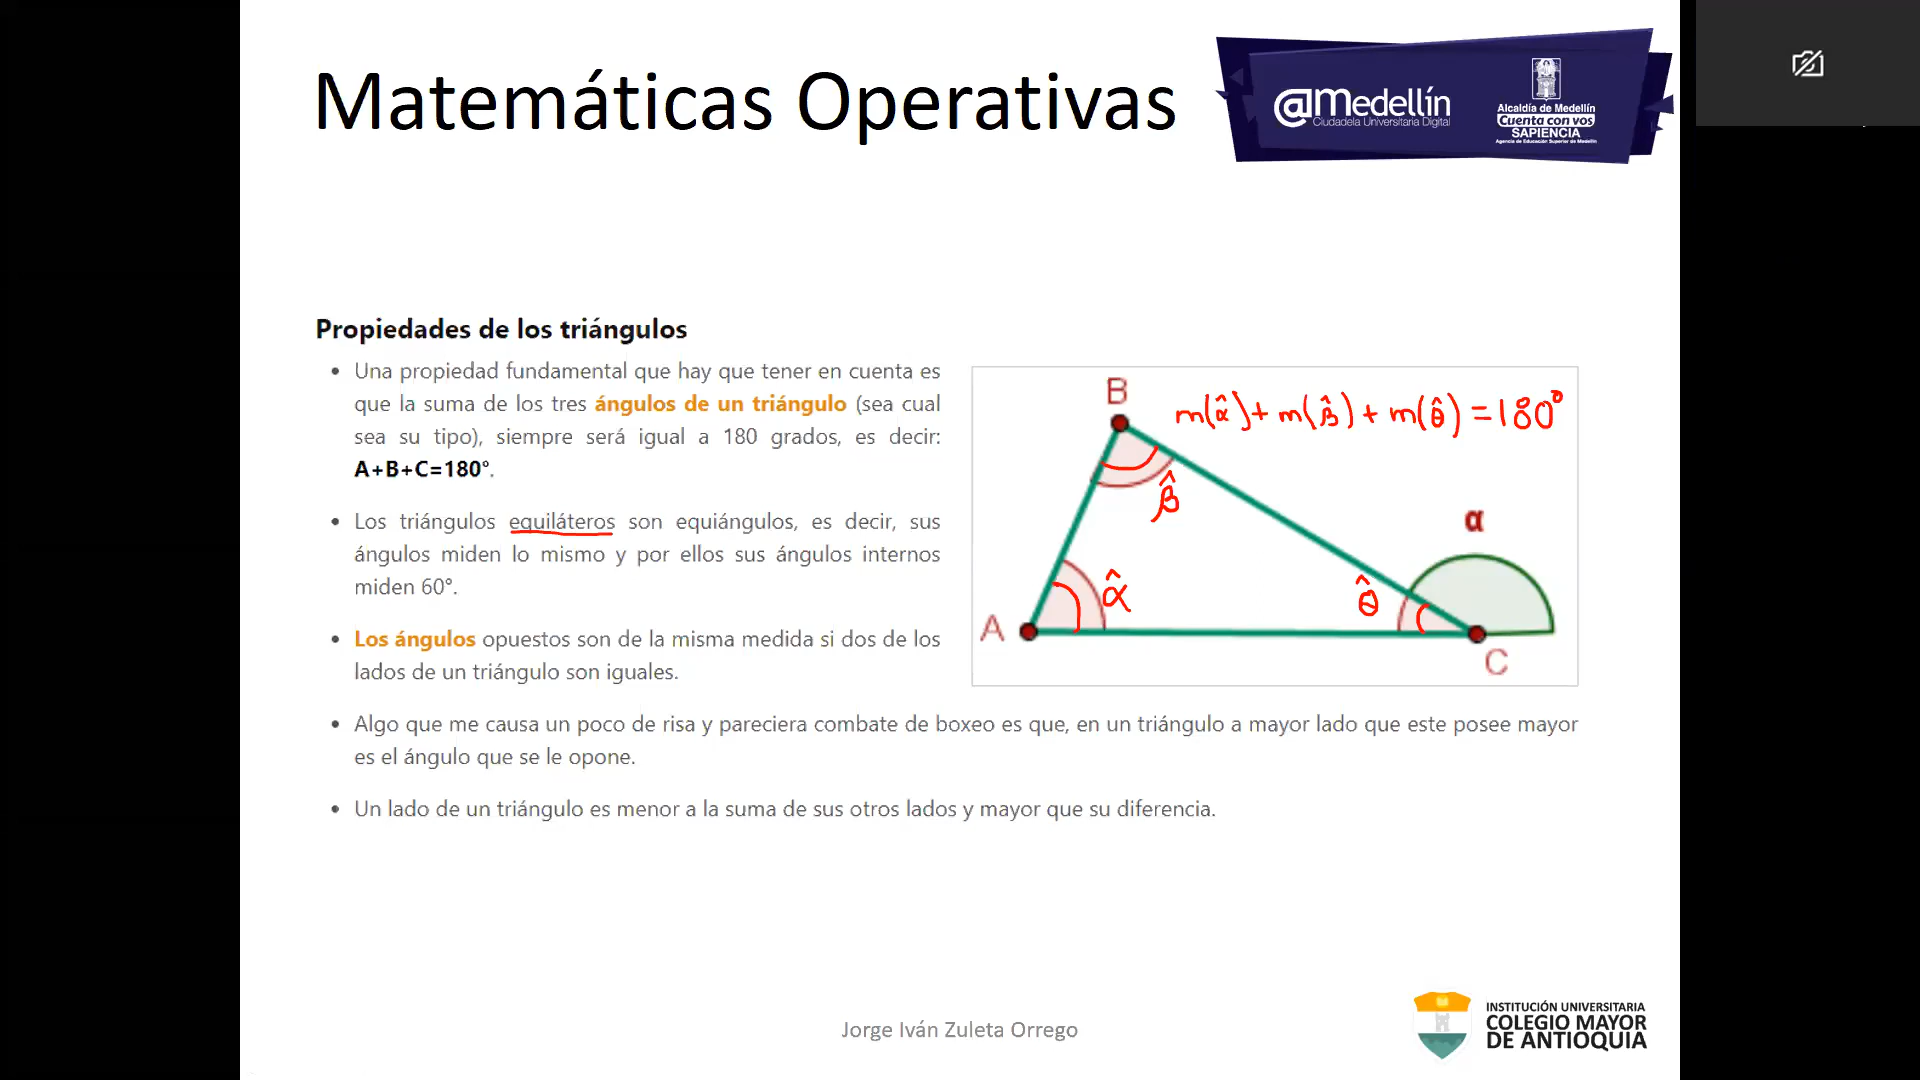 Matemáticas Operativas
@Medellín
Ciudadela Universitaria Digital
Alcaldía de Medellín
Cuenta con vos
SAPIENCIA
Agencia de Educación Superior de Medellín
Propiedades de los triángulos
• Una propiedad fundamental que hay que tener en cuenta es
que la suma de los tres ángulos de un triángulo (sea cual
sea su tipo), siempre será igual a 180 grados, es decir:
A+B+C=180°.
• Los triángulos equiláteros son equiángulos, es decir, sus
ángulos miden lo mismo y por ellos sus ángulos internos
miden 60°.
• Los ángulos opuestos son de la misma medida si dos de los
lados de un triángulo son iguales.
• Algo que me causa un poco de risa y pareciera combate de boxeo es que, en un triángulo a mayor lado que este posee mayor
es el ángulo que se le opone.
• Un lado de un triángulo es menor a la suma de sus otros lados y mayor que su diferencia.
B
m(α̂)+m(β̂)+m(θ̂)=180°
β̂
α
α̂
θ̂
A
C
Jorge Iván Zuleta Orrego
INSTITUCIÓN UNIVERSITARIA
COLEGIO MAYOR
DE ANTIOQUIA